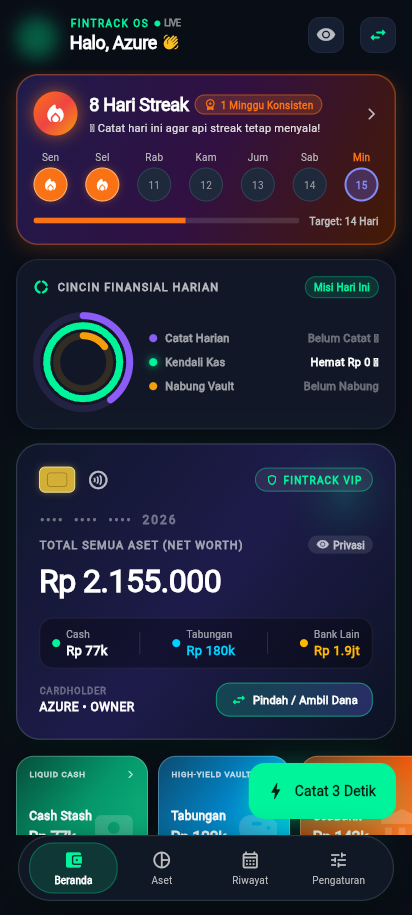 FINTRACK OS LIVE
Halo, Azure 👋
8 Hari Streak 1 Minggu Konsisten
Catat hari ini agar api streak tetap menyala!
Sen Sel Rab Kam Jum Sab Min
11 12 13 14 15
Target: 14 Hari
CINCIN FINANSIAL HARIAN Misi Hari Ini
Catat Harian Belum Catat
Kendali Kas Hemat Rp 0
Nabung Vault Belum Nabung
FINTRACK VIP
•••• •••• •••• 2026
TOTAL SEMUA ASET (NET WORTH) Privasi
Rp 2.155.000
Cash Tabungan Bank Lain
Rp 77k Rp 180k Rp 1.9jt
CARDHOLDER
AZURE • OWNER
Pindah / Ambil Dana
LIQUID CASH HIGH-YIELD VAULT
Catat 3 Detik
Cash Stash Tabungan
Beranda Aset Riwayat Pengaturan